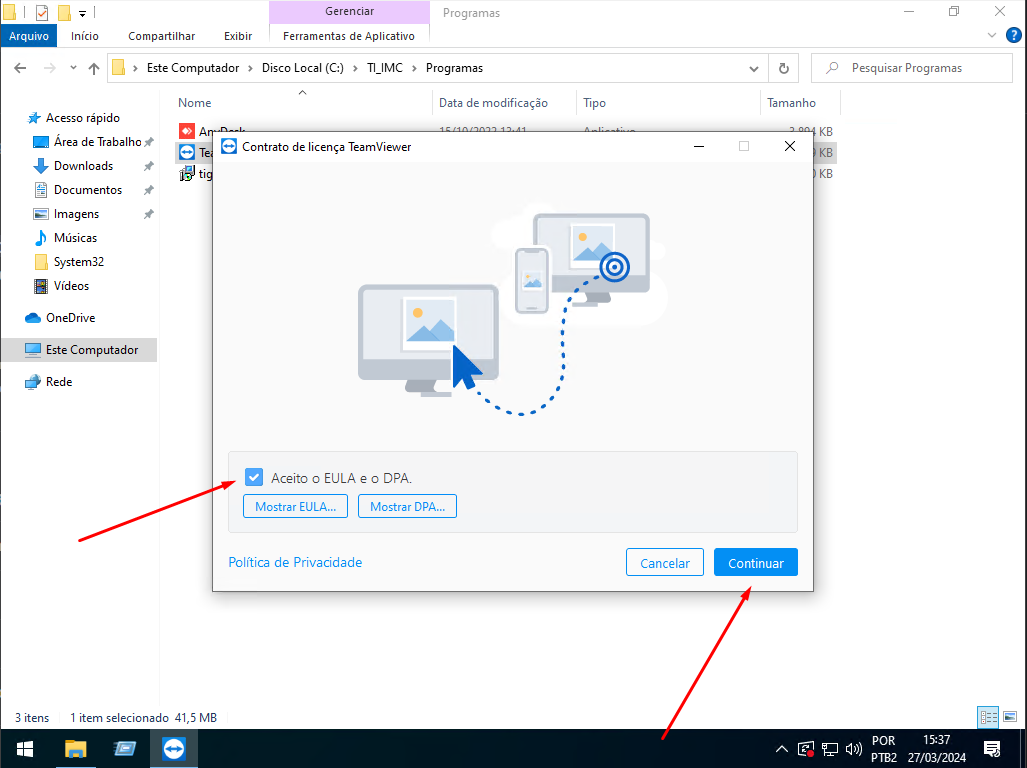 Gerenciar
Programas
Arquivo
Início
Compartilhar
Exibir
Ferramentas de Aplicativo
Este Computador
Disco Local (C:)
TI_IMC
Programas
Pesquisar Programas
Nome
Data de modificação
Tipo
Tamanho
Acesso rápido
Área de Trabalho
Downloads
Documentos
Imagens
Músicas
System32
Vídeos
OneDrive
Este Computador
Rede
AnyDesk
15/10/2022 13:41
Aplicativo
3.894 KB
Tea
KB
tig
KB
Contrato de licença TeamViewer
Aceito o EULA e o DPA.
Mostrar EULA...
Mostrar DPA...
Política de Privacidade
Cancelar
Continuar
3 itens
1 item selecionado 41,5 MB
POR
PTB2
15:37
27/03/2024